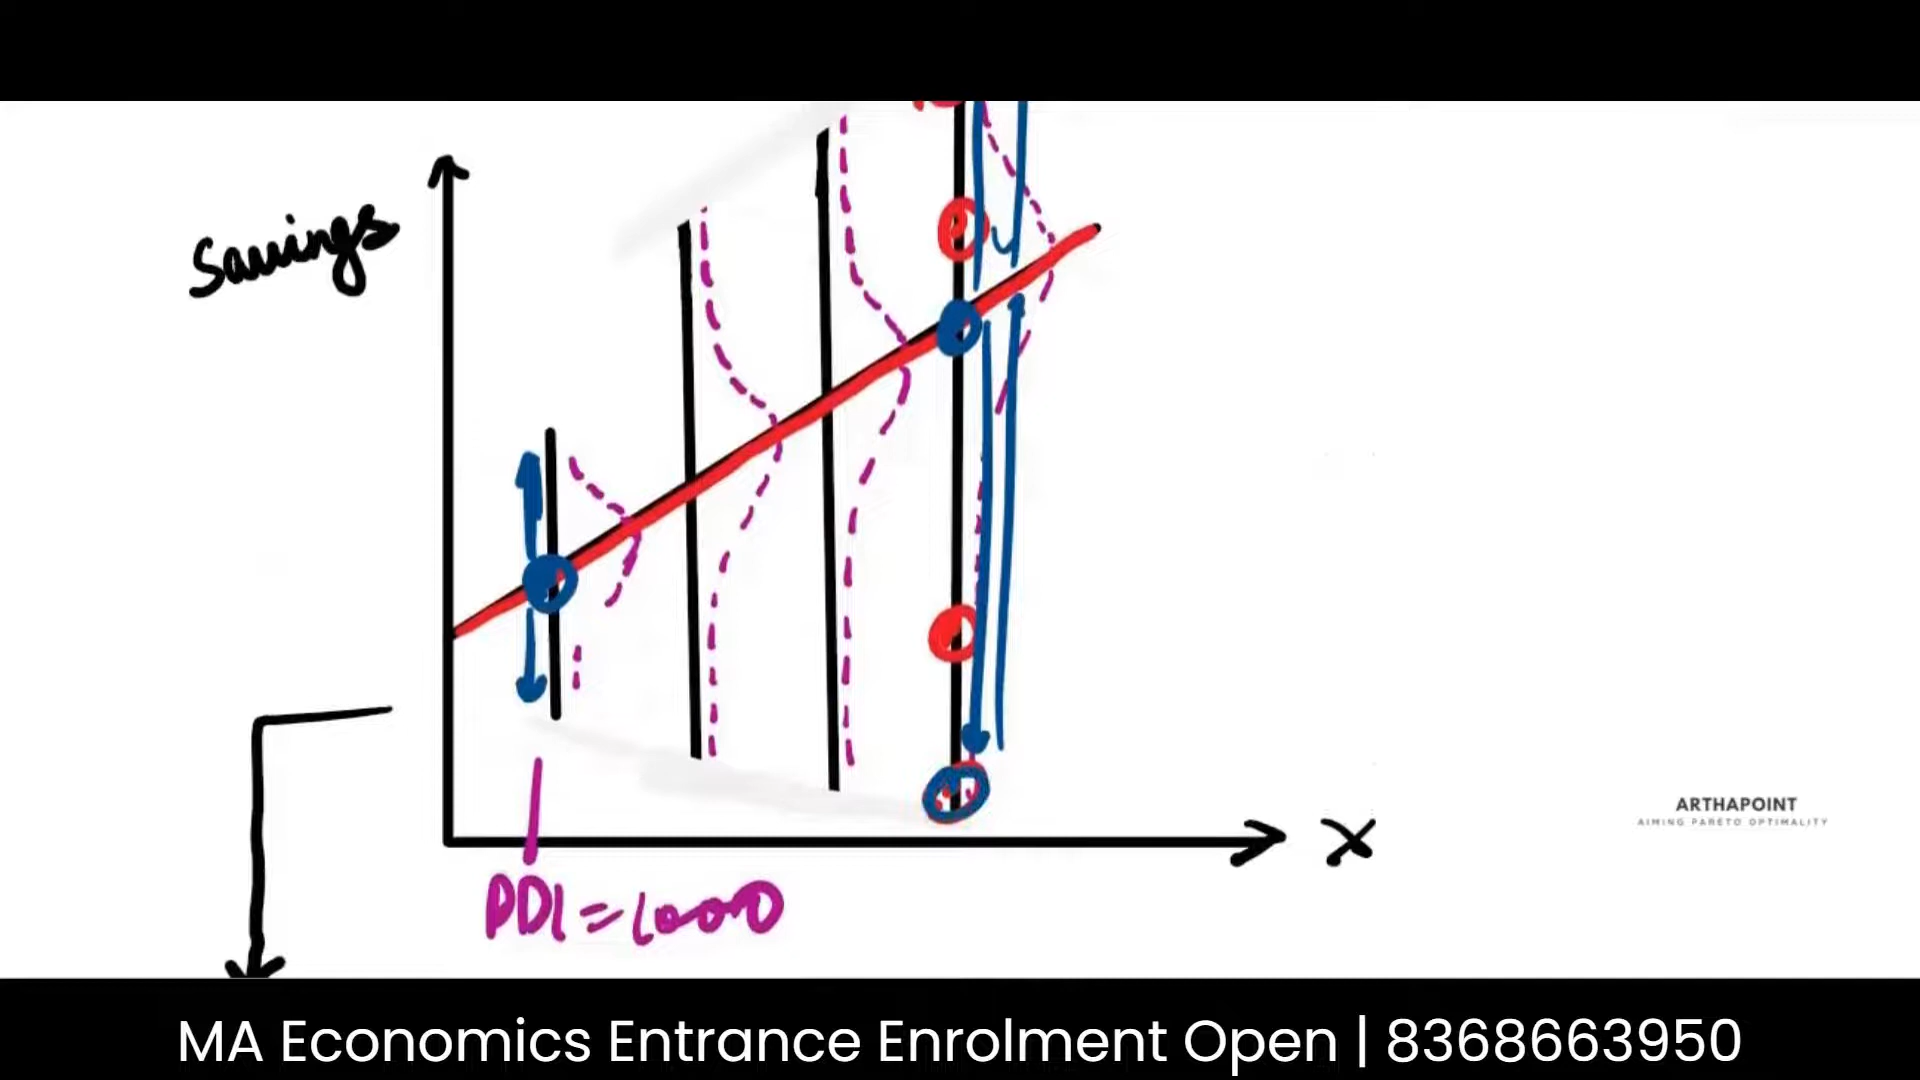 Savings
X
PDI = 1000
ARTHAPOINT
AIMING PARETO OPTIMALITY
MA Economics Entrance Enrolment Open | 8368663950